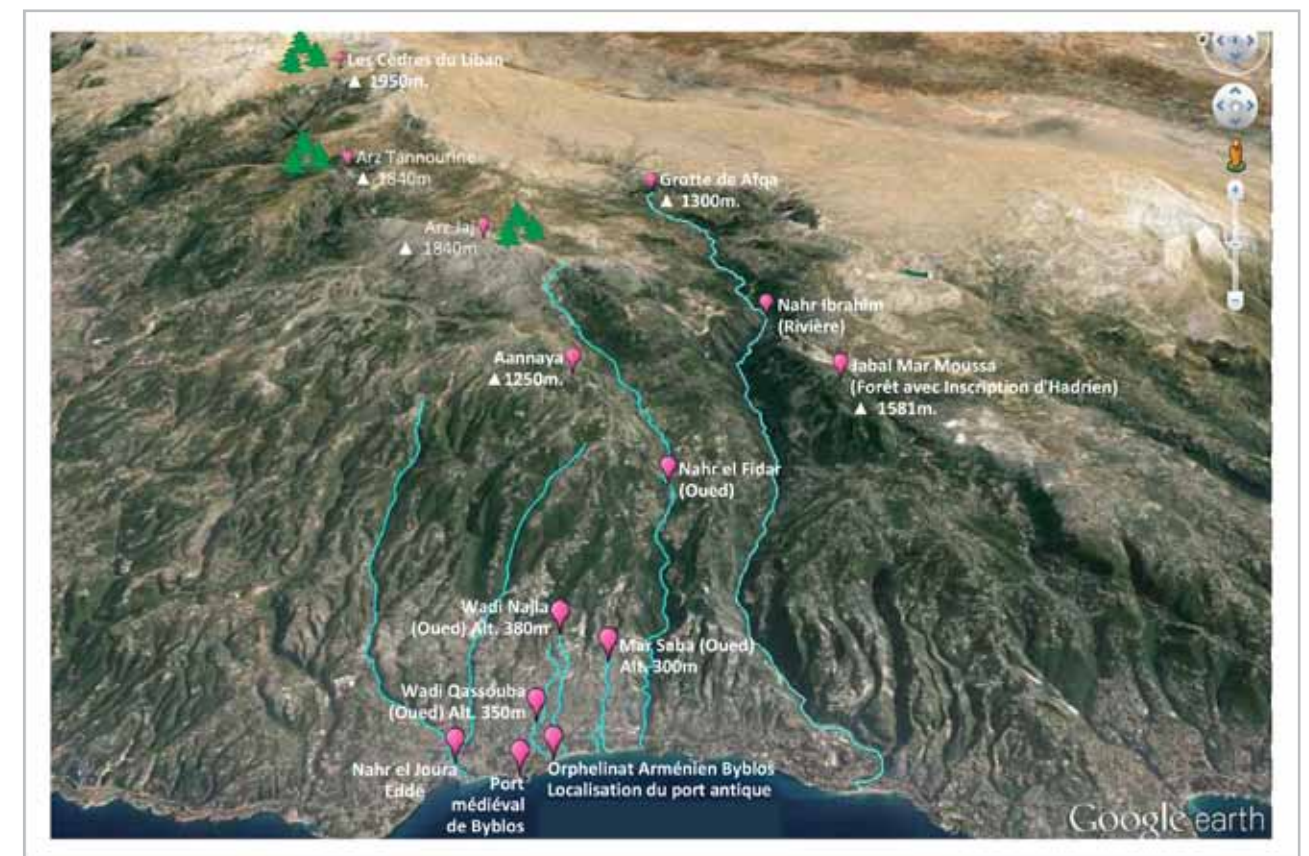 Les Cèdres du Liban
▲ 1950m.
Arz Tannourine
▲ 1840m
Arz Jaj
▲ 1840m
Grotte de Afqa
▲ 1300m.
Nahr Ibrahim
(Rivière)
Jabal Mar Moussa
(Forêt avec Inscription d'Hadrien)
▲ 1581m.
Aannaya
▲ 1250m.
Nahr el Fidar
(Oued)
Wadi Najla
(Oued) Alt. 380m
Mar Saba (Oued)
Alt. 300m
Wadi Qassouba
(Oued) Alt. 350m
Nahr el Joura
Edde
Port
médiéval
de Byblos
Orphelinat Arménien Byblos
Localisation du port antique
Google earth